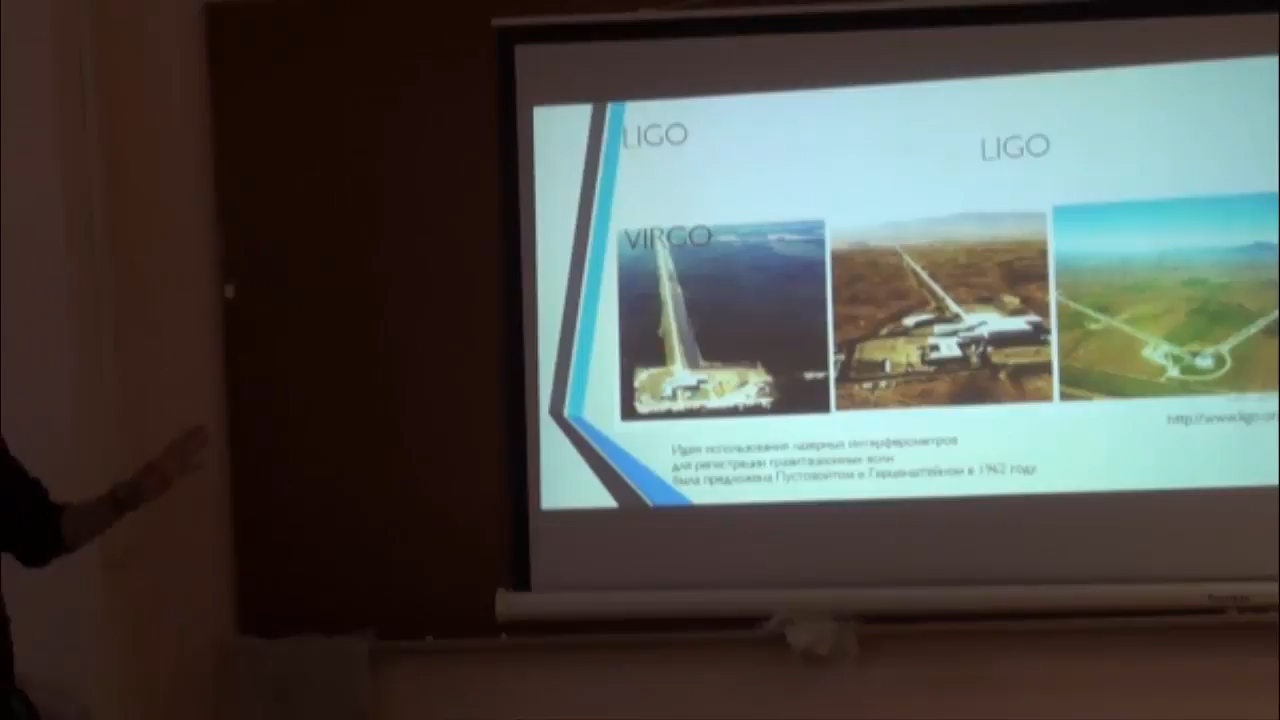 LIGO
LIGO
VIRGO
http://www.ligo.or
Идея использования лазерных интерферометров
для регистрации гравитационных волн
была предложена Пустовойтом и Герценштейном в 1962 году.